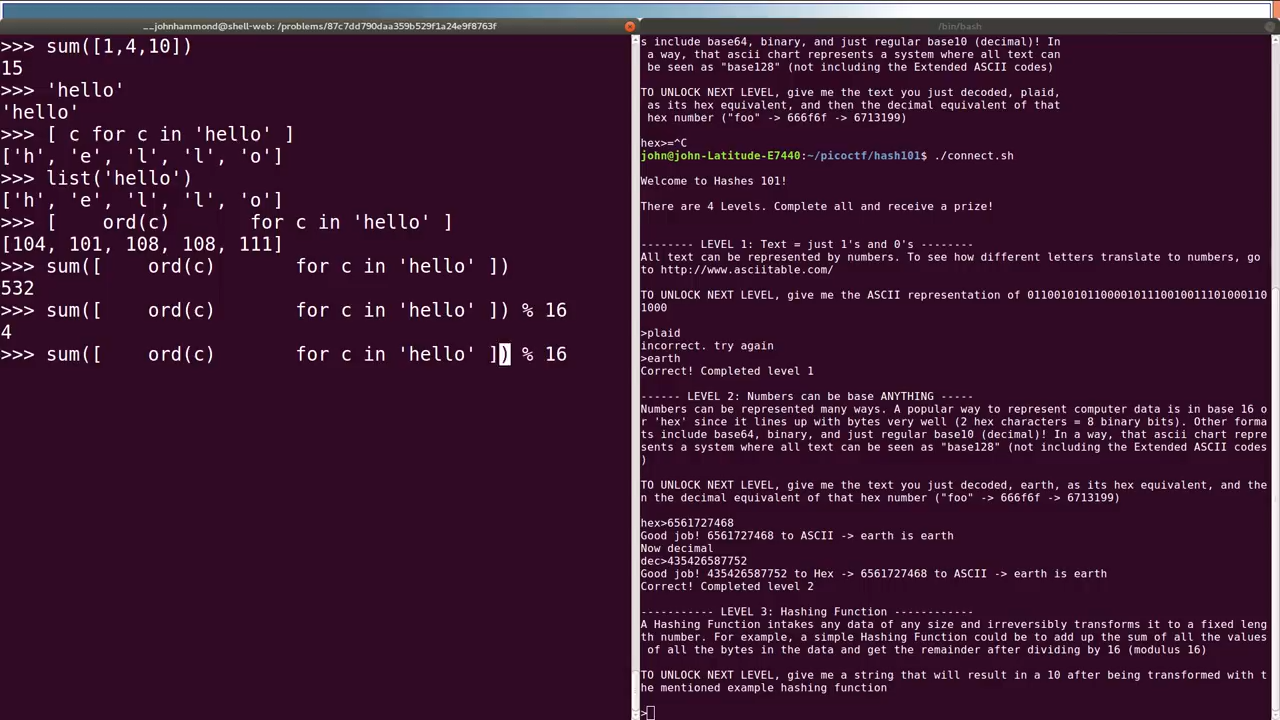 johnhammond@shell-web: /problems/87c7dd790daa359b529f1a24e9f8763f
>>> sum([1,4,10])
15
>>> 'hello'
'hello'
>>> [ c for c in 'hello' ]
['h', 'e', 'l', 'l', 'o']
>>> list('hello')
['h', 'e', 'l', 'l', 'o']
>>> [    ord(c)       for c in 'hello' ]
[104, 101, 108, 108, 111]
>>> sum([    ord(c)       for c in 'hello' ])
532
>>> sum([    ord(c)       for c in 'hello' ]) % 16
4
>>> sum([    ord(c)       for c in 'hello' ]) % 16
/bin/bash
s include base64, binary, and just regular base10 (decimal)! In
a way, that ascii chart represents a system where all text can
be seen as "base128" (not including the Extended ASCII codes)
TO UNLOCK NEXT LEVEL, give me the text you just decoded, plaid,
as its hex equivalent, and then the decimal equivalent of that
hex number ("foo" -> 666f6f -> 6713199)
hex>=^C
john@john-Latitude-E7440:~/picoctf/hash101$ ./connect.sh
Welcome to Hashes 101!
There are 4 Levels. Complete all and receive a prize!
-------- LEVEL 1: Text = just 1's and 0's --------
All text can be represented by numbers. To see how different letters translate to numbers, go
to http://www.asciitable.com/
TO UNLOCK NEXT LEVEL, give me the ASCII representation of 011001010110000101110010011101000110
1000
>plaid
incorrect. try again
>earth
Correct! Completed level 1
------ LEVEL 2: Numbers can be base ANYTHING -----
Numbers can be represented many ways. A popular way to represent computer data is in base 16 o
r 'hex' since it lines up with bytes very well (2 hex characters = 8 binary bits). Other forma
ts include base64, binary, and just regular base10 (decimal)! In a way, that ascii chart repre
sents a system where all text can be seen as "base128" (not including the Extended ASCII codes
)
TO UNLOCK NEXT LEVEL, give me the text you just decoded, earth, as its hex equivalent, and the
n the decimal equivalent of that hex number ("foo" -> 666f6f -> 6713199)
hex>6561727468
Good job! 6561727468 to ASCII -> earth is earth
Now decimal
dec>435426587752
Good job! 435426587752 to Hex -> 6561727468 to ASCII -> earth is earth
Correct! Completed level 2
----------- LEVEL 3: Hashing Function ------------
A Hashing Function intakes any data of any size and irreversibly transforms it to a fixed leng
th number. For example, a simple Hashing Function could be to add up the sum of all the values
of all the bytes in the data and get the remainder after dividing by 16 (modulus 16)
TO UNLOCK NEXT LEVEL, give me a string that will result in a 10 after being transformed with t
he mentioned example hashing function
>